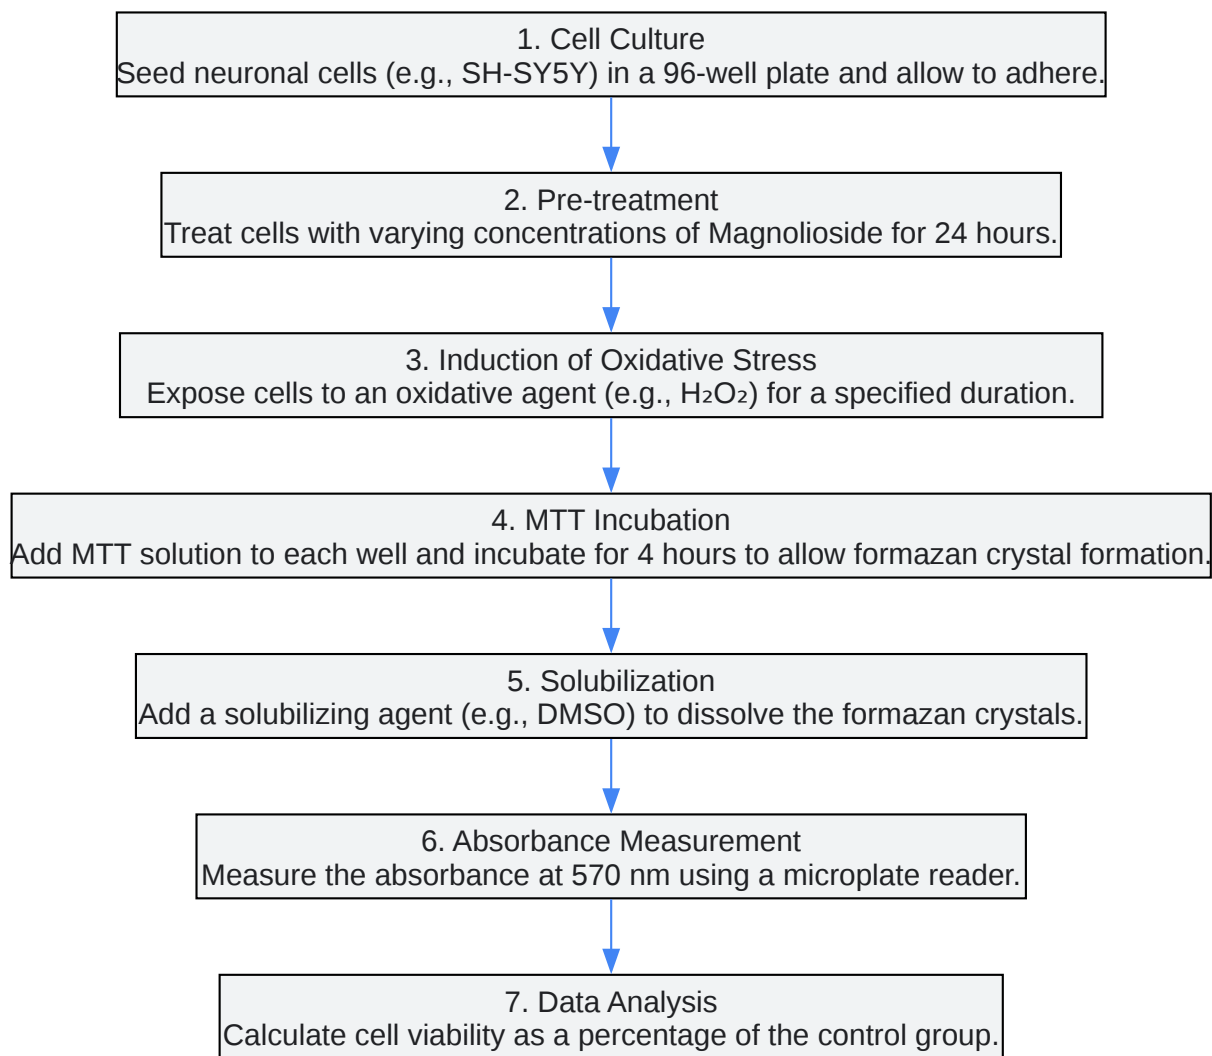 1. Cell Culture
Seed neuronal cells (e.g., SH-SY5Y) in a 96-well plate and allow to adhere.
2. Pre-treatment
Treat cells with varying concentrations of Magnolioside for 24 hours.
3. Induction of Oxidative Stress
Expose cells to an oxidative agent (e.g., H₂O₂) for a specified duration.
4. MTT Incubation
Add MTT solution to each well and incubate for 4 hours to allow formazan crystal formation.
5. Solubilization
Add a solubilizing agent (e.g., DMSO) to dissolve the formazan crystals.
6. Absorbance Measurement
Measure the absorbance at 570 nm using a microplate reader.
7. Data Analysis
Calculate cell viability as a percentage of the control group.